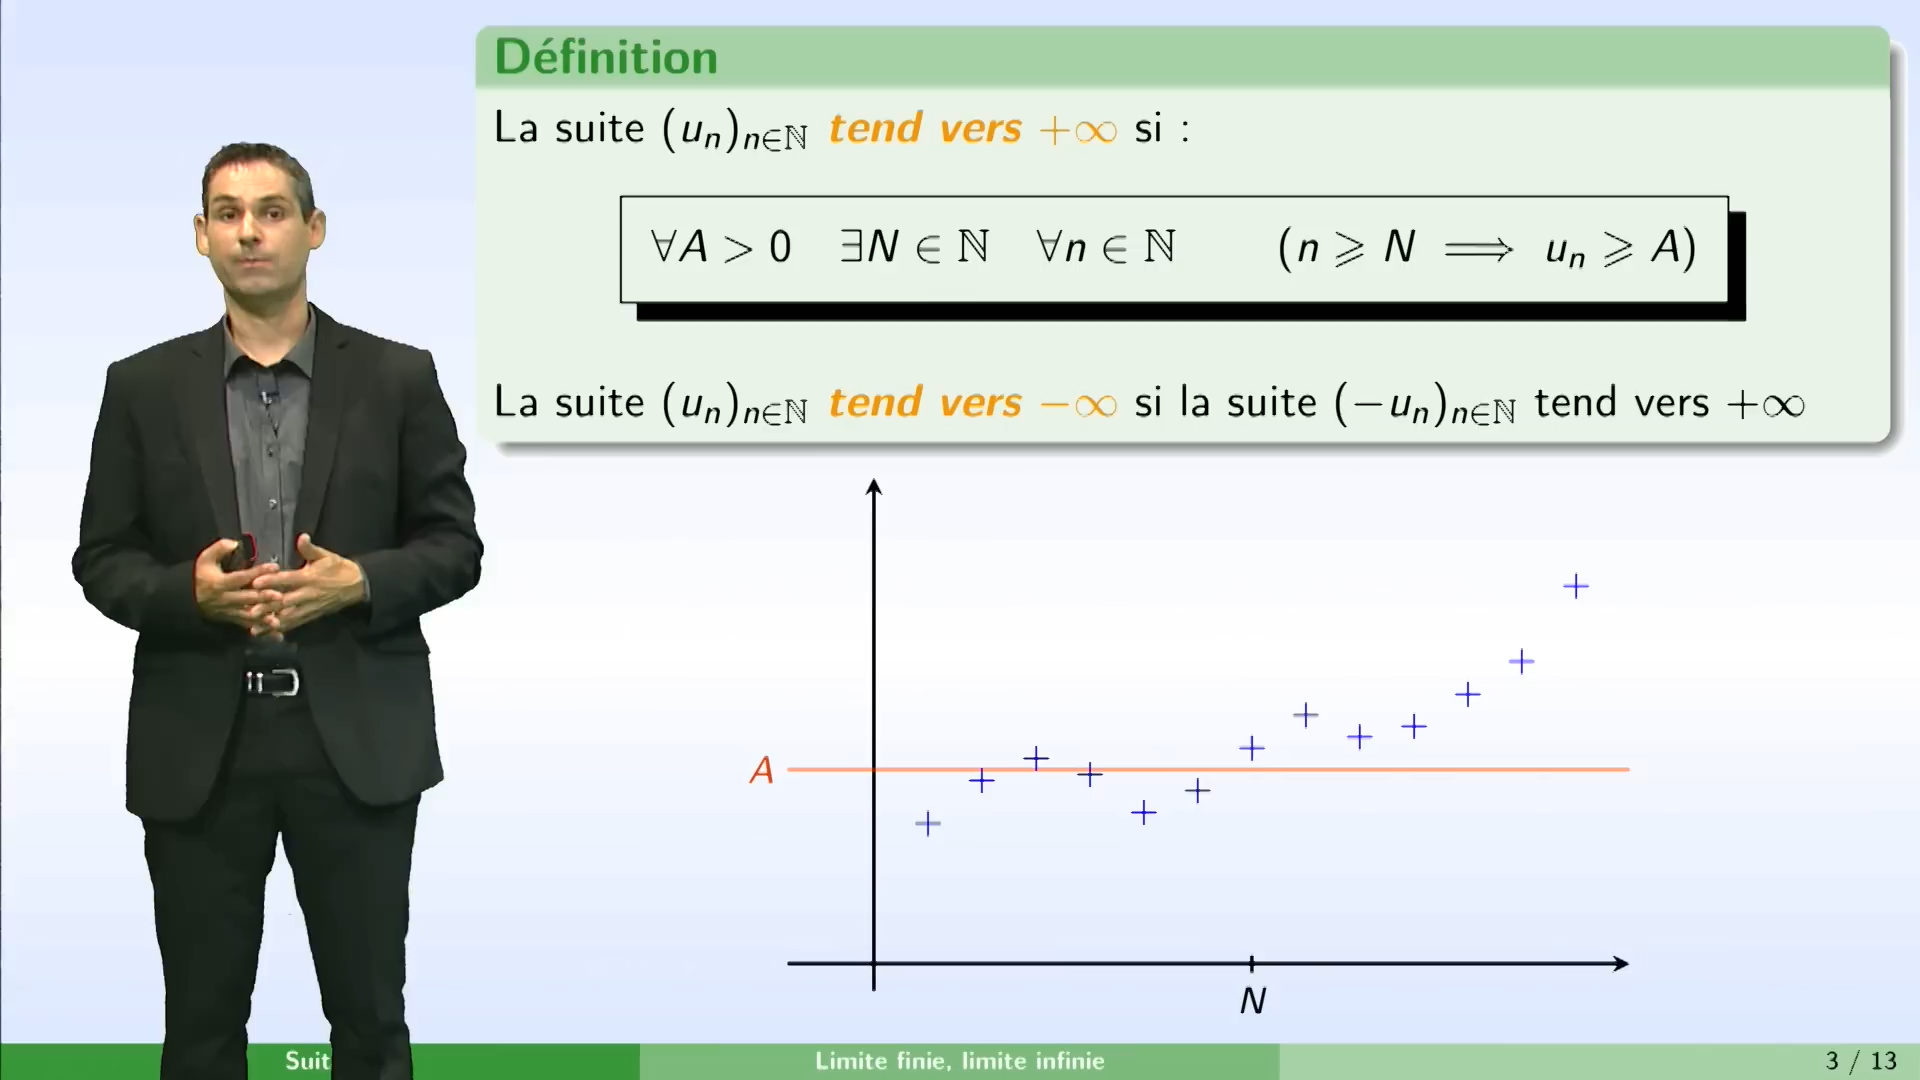 Définition
La suite (uₙ)ₙ∈ℕ tend vers +∞ si :
∀A > 0 ∃N ∈ ℕ ∀n ∈ ℕ (n ⩾ N ⟹ uₙ ⩾ A)
La suite (uₙ)ₙ∈ℕ tend vers −∞ si la suite (−uₙ)ₙ∈ℕ tend vers +∞
A
N
Suit
Limite finie, limite infinie
3 / 13